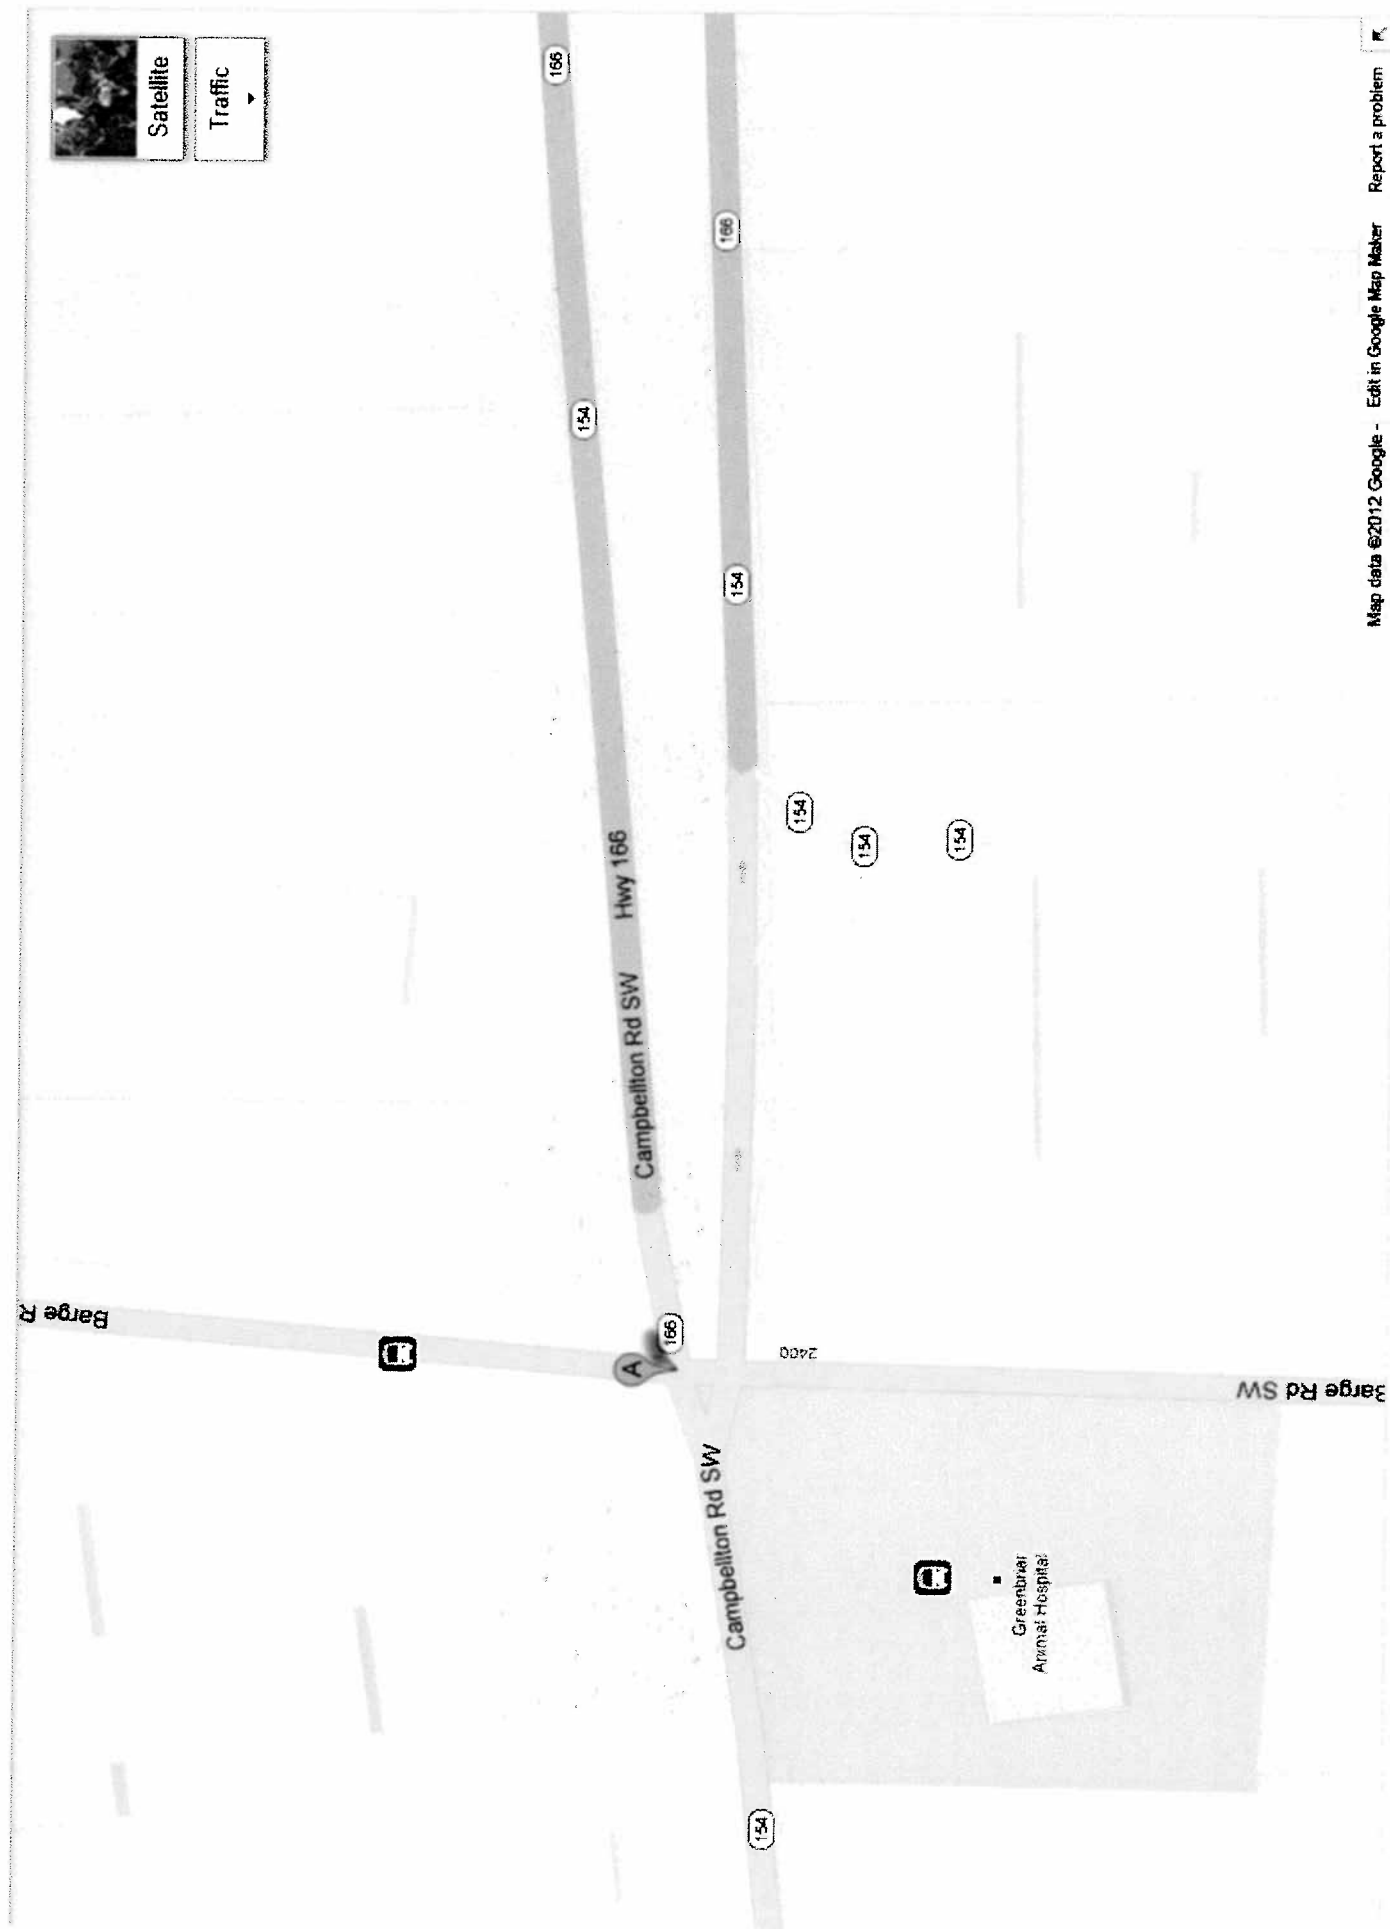 Satellite
Traffic
166
166
154
154
Hwy 166
Campbellton Rd SW
154
154
154
Barge R
A
166
2400
Barge Rd SW
Campbellton Rd SW
Greenbriar
Animal Hospital
154
Map data ©2012 Google - Edit in Google Map Maker Report a problem